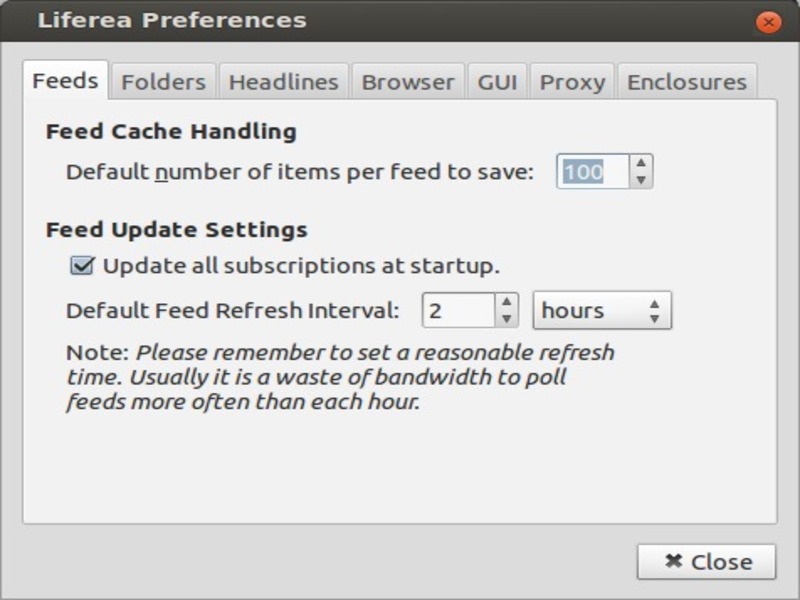 Liferea Preferences
Feeds Folders Headlines Browser GUI Proxy Enclosures
Feed Cache Handling
Default number of items per feed to save: 100
Feed Update Settings
Update all subscriptions at startup.
Default Feed Refresh Interval: 2 hours
Note: Please remember to set a reasonable refresh
time. Usually it is a waste of bandwidth to poll
feeds more often than each hour.
Close